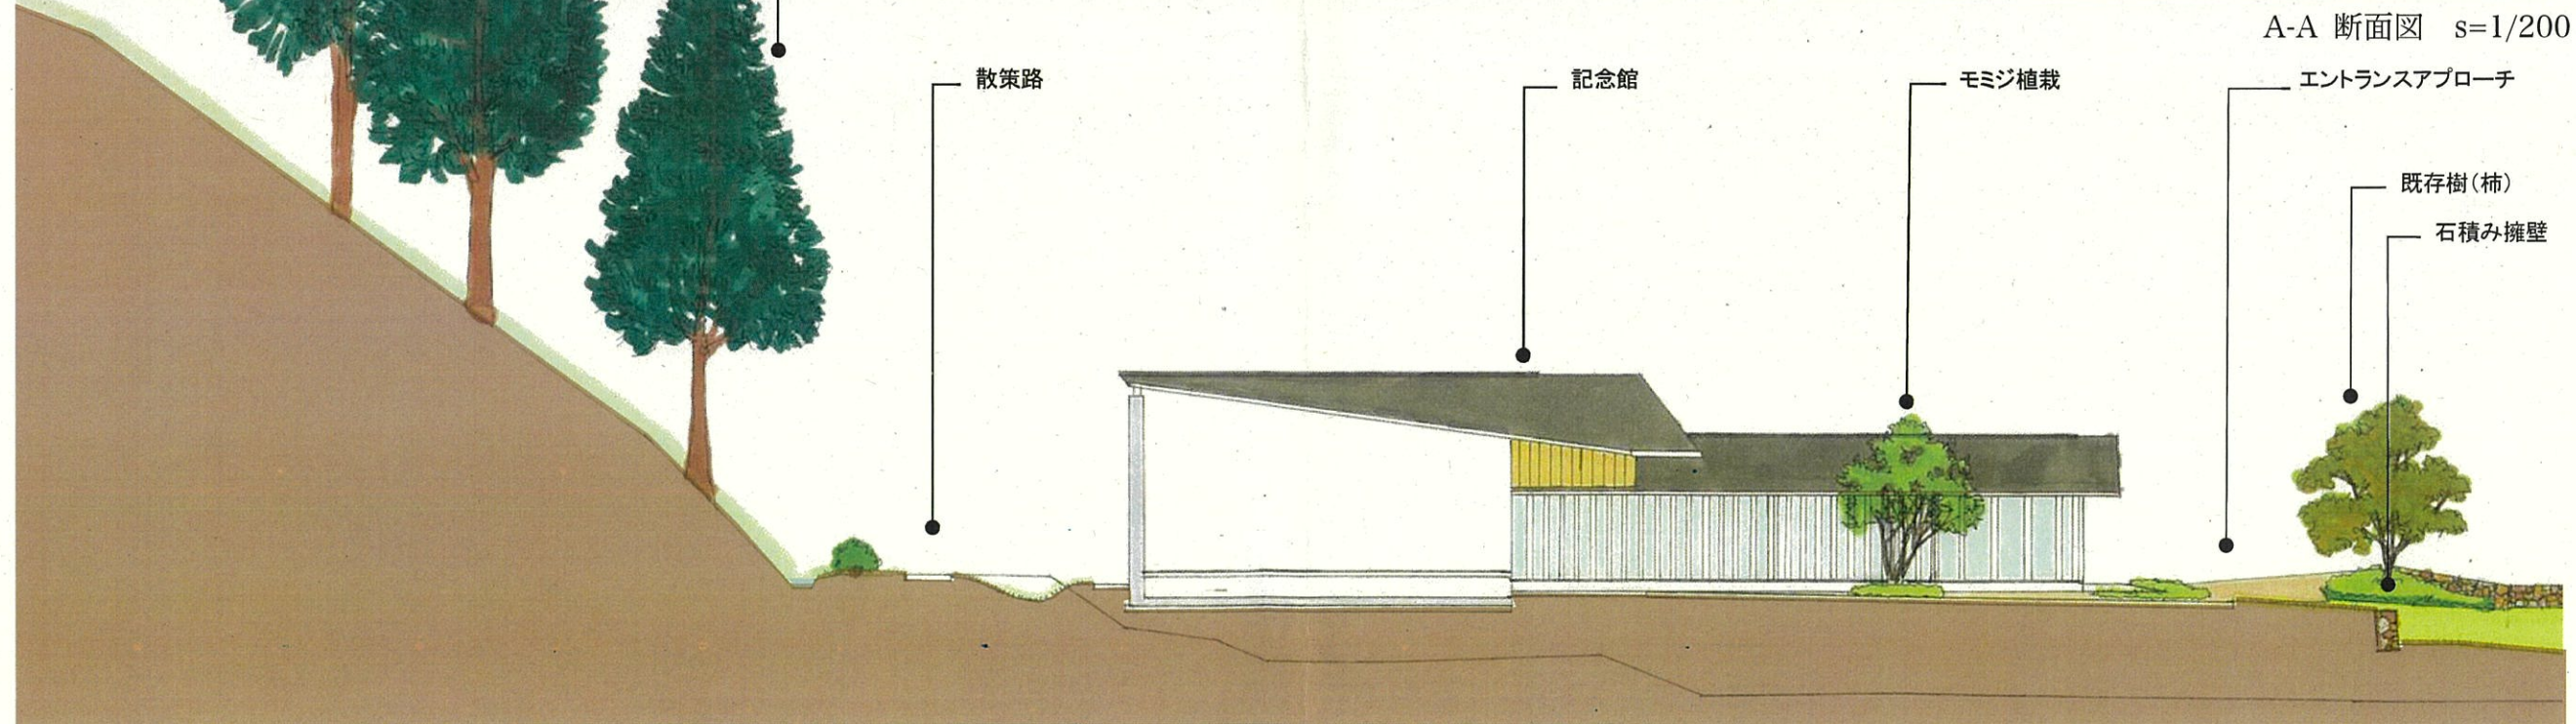 A-A 断面図 s=1/200
散策路
記念館
モミジ植栽
エントランスアプローチ
既存樹(柿)
石積み擁壁